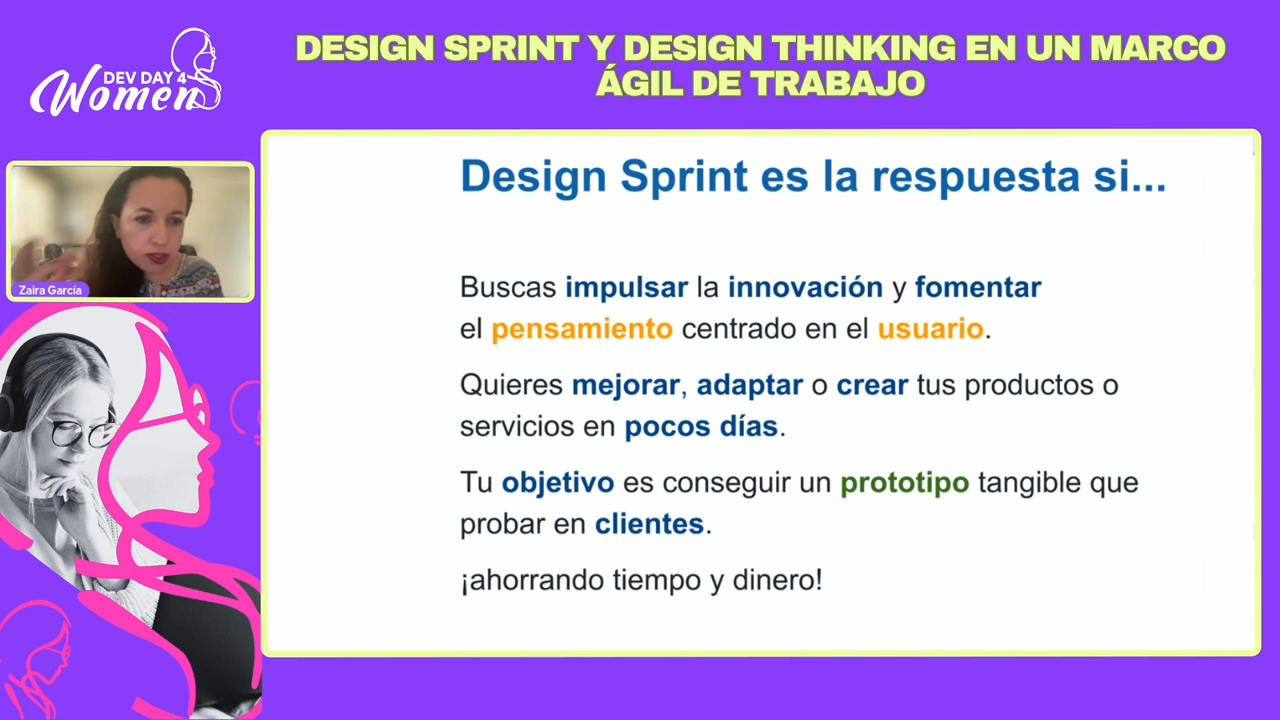 DEV DAY 4
Women
DESIGN SPRINT Y DESIGN THINKING EN UN MARCO
ÁGIL DE TRABAJO
Zaira García
Design Sprint es la respuesta si...
Buscas impulsar la innovación y fomentar
el pensamiento centrado en el usuario.
Quieres mejorar, adaptar o crear tus productos o
servicios en pocos días.
Tu objetivo es conseguir un prototipo tangible que
probar en clientes.
¡ahorrando tiempo y dinero!